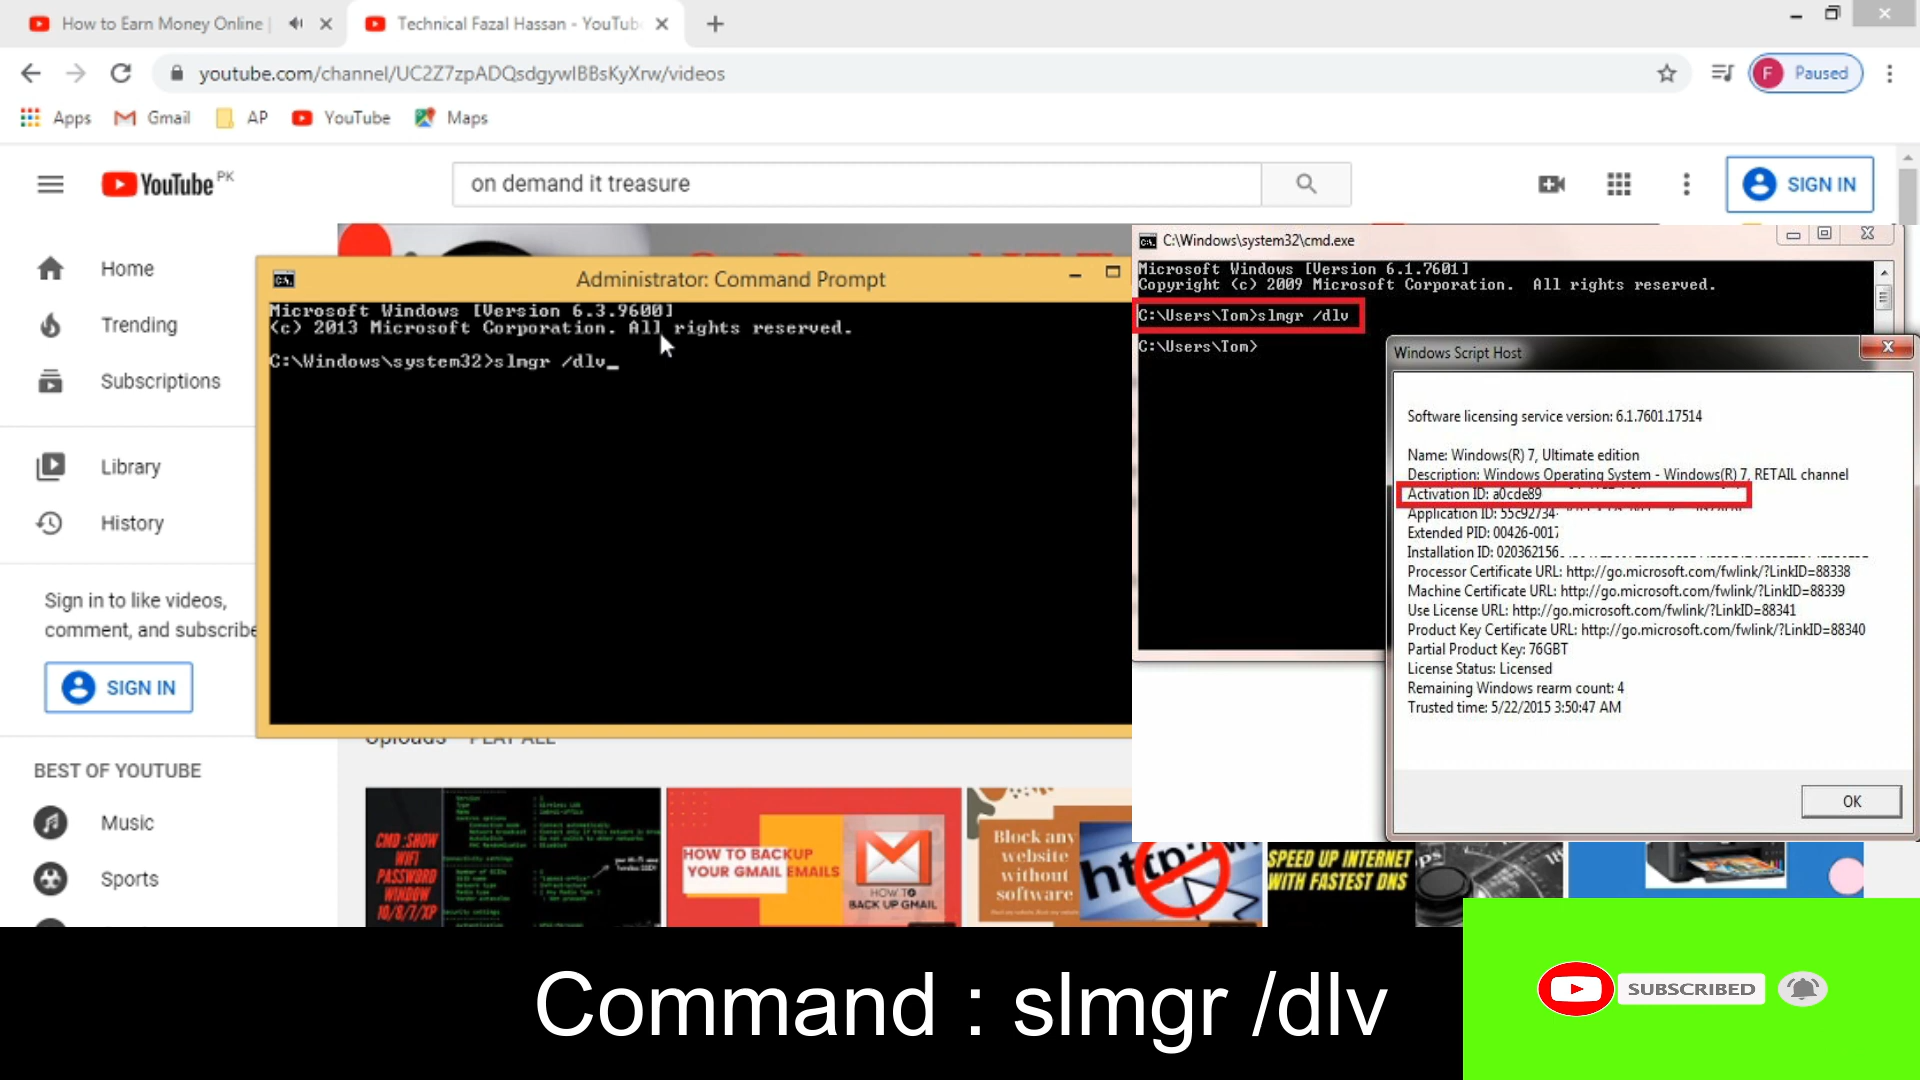 How to Earn Money Online |
Technical Fazal Hassan - YouTub
youtube.com/channel/UC2Z7zpADQsdgywIBBsKyXrw/videos
F Paused
Apps Gmail AP YouTube Maps
YouTube PK
on demand it treasure
SIGN IN
Home
Trending
Subscriptions
Library
History
Sign in to like videos,
comment, and subscribe
SIGN IN
BEST OF YOUTUBE
Music
Sports
Administrator: Command Prompt
Microsoft Windows [Version 6.3.9600]
(c) 2013 Microsoft Corporation. All rights reserved.
C:\Windows\system32>slmgr /dlv_
C:\Windows\system32\cmd.exe
Microsoft Windows [Version 6.1.7601]
Copyright (c) 2009 Microsoft Corporation. All rights reserved.
C:\Users\Tom>slmgr /dlv
C:\Users\Tom>
Windows Script Host
Software licensing service version: 6.1.7601.17514
Name: Windows(R) 7, Ultimate edition
Description: Windows Operating System - Windows(R) 7, RETAIL channel
Activation ID: a0cde89
Application ID: 55c92734-
Extended PID: 00426-0017
Installation ID: 020362156
Processor Certificate URL: http://go.microsoft.com/fwlink/?LinkID=88338
Machine Certificate URL: http://go.microsoft.com/fwlink/?LinkID=88339
Use License URL: http://go.microsoft.com/fwlink/?LinkID=88341
Product Key Certificate URL: http://go.microsoft.com/fwlink/?LinkID=88340
Partial Product Key: 76GBT
License Status: Licensed
Remaining Windows rearm count: 4
Trusted time: 5/22/2015 3:50:47 AM
OK
Uploads PLAY ALL
CMD :SHOW
WIFI
PASSWORD
WINDOW
10/8/7/XP
HOW TO BACKUP
YOUR GMAIL EMAILS
HOW TO
BACK UP GMAIL
Block any
website
without
software
http:/w
SPEED UP INTERNET
WITH FASTEST DNS
Command : slmgr /dlv
SUBSCRIBED